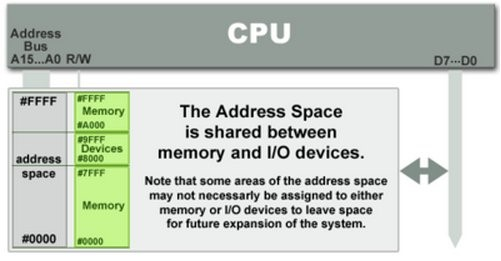 CPU
Address
Bus
A15...A0 R/W
D7...D0
#FFFF
address
space
#0000
#FFFF
Memory
#A000
#9FFF
Devices
#8000
#7FFF
Memory
#0000
The Address Space
is shared between
memory and I/O devices.
Note that some areas of the address space
may not necessarly be assigned to either
memory or I/O devices to leave space
for future expansion of the system.